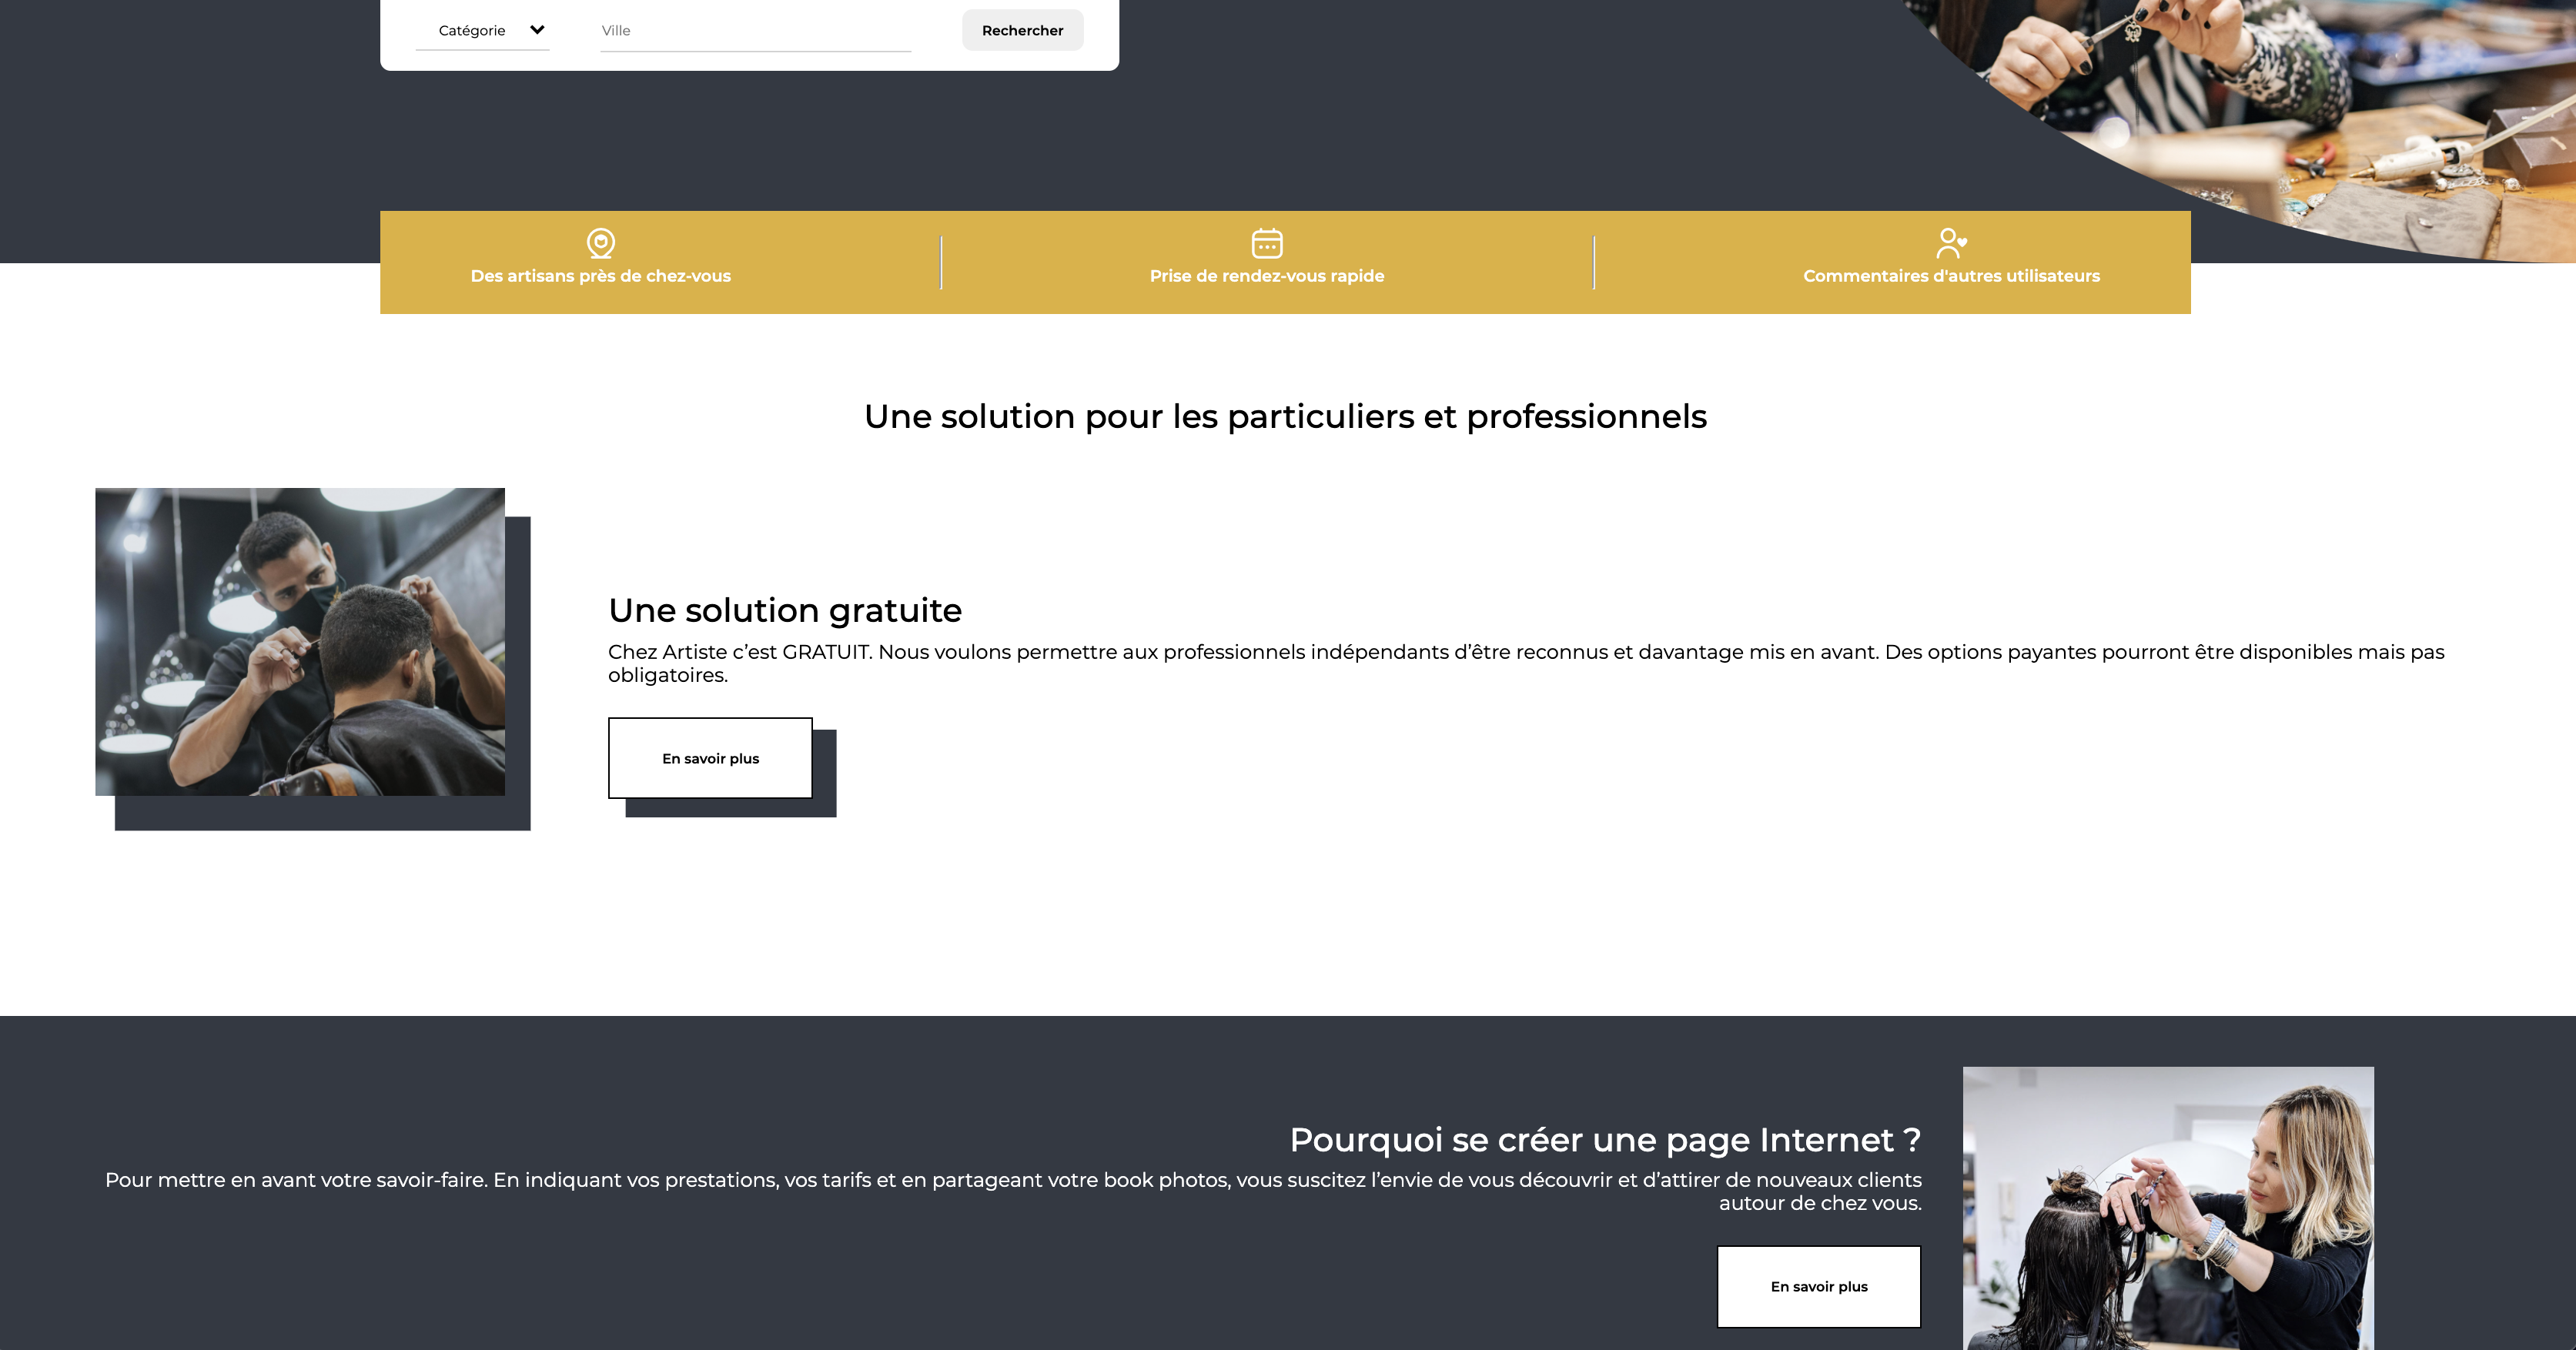 Catégorie
Ville
Rechercher
Des artisans près de chez-vous
Prise de rendez-vous rapide
Commentaires d'autres utilisateurs
Une solution pour les particuliers et professionnels
Une solution gratuite
Chez Artiste c’est GRATUIT. Nous voulons permettre aux professionnels indépendants d’être reconnus et davantage mis en avant. Des options payantes pourront être disponibles mais pas
obligatoires.
En savoir plus
Pourquoi se créer une page Internet ?
Pour mettre en avant votre savoir-faire. En indiquant vos prestations, vos tarifs et en partageant votre book photos, vous suscitez l’envie de vous découvrir et d’attirer de nouveaux clients
autour de chez vous.
En savoir plus